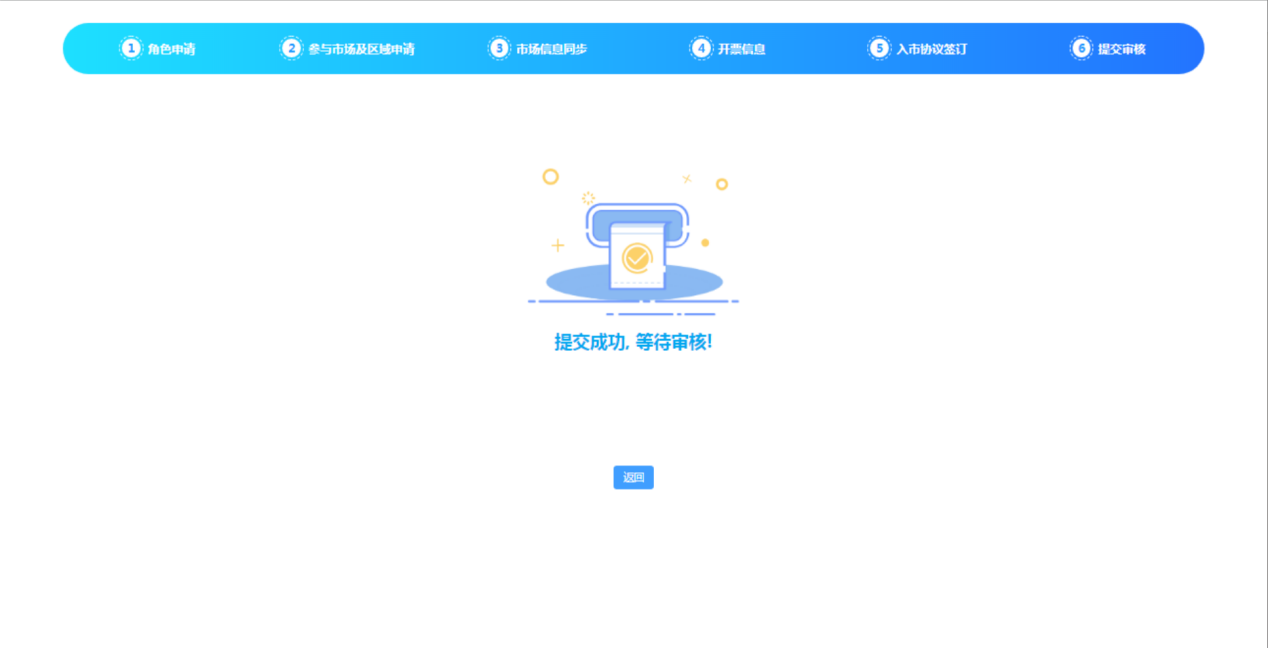 1 角色申请 2 参与市场及区域申请 3 市场信息同步 4 开票信息 5 入市协议签订 6 提交审核
提交成功, 等待审核!
返回